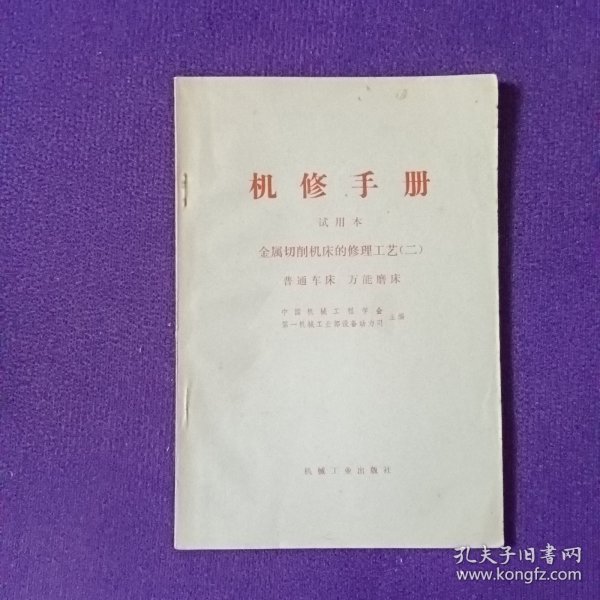 机修手册
试用本
金属切削机床的修理工艺(二)
普通车床 万能磨床
中国机械工程学会
第一机械工业部设备动力司
主编
机械工业出版社
孔夫子旧书网
www.kongfz.com